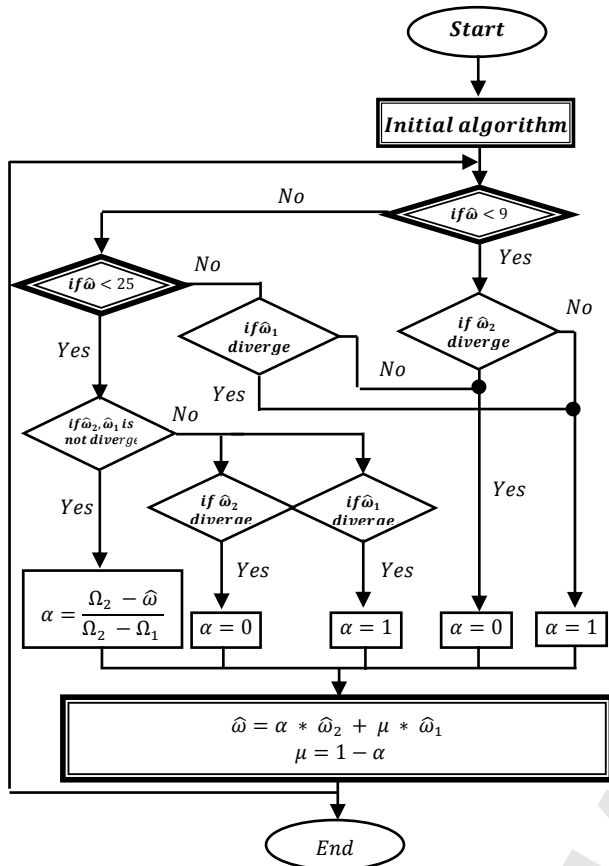 Start
Initial algorithm
No
if ω̂ < 9
Yes
if ω̂ < 25
No
if ω̂₂
diverge
No
if ω̂₁
diverge
No
Yes
Yes
if ω̂₂, ω̂₁ is
not diverge
No
Yes
if ω̂₂
diverge
if ω̂₁
diverge
Yes
Yes
Yes
α = (Ω₂ − ω̂) / (Ω₂ − Ω₁)
α = 0
α = 1
α = 0
α = 1
ω̂ = α * ω̂₂ + μ * ω̂₁
μ = 1 − α
End